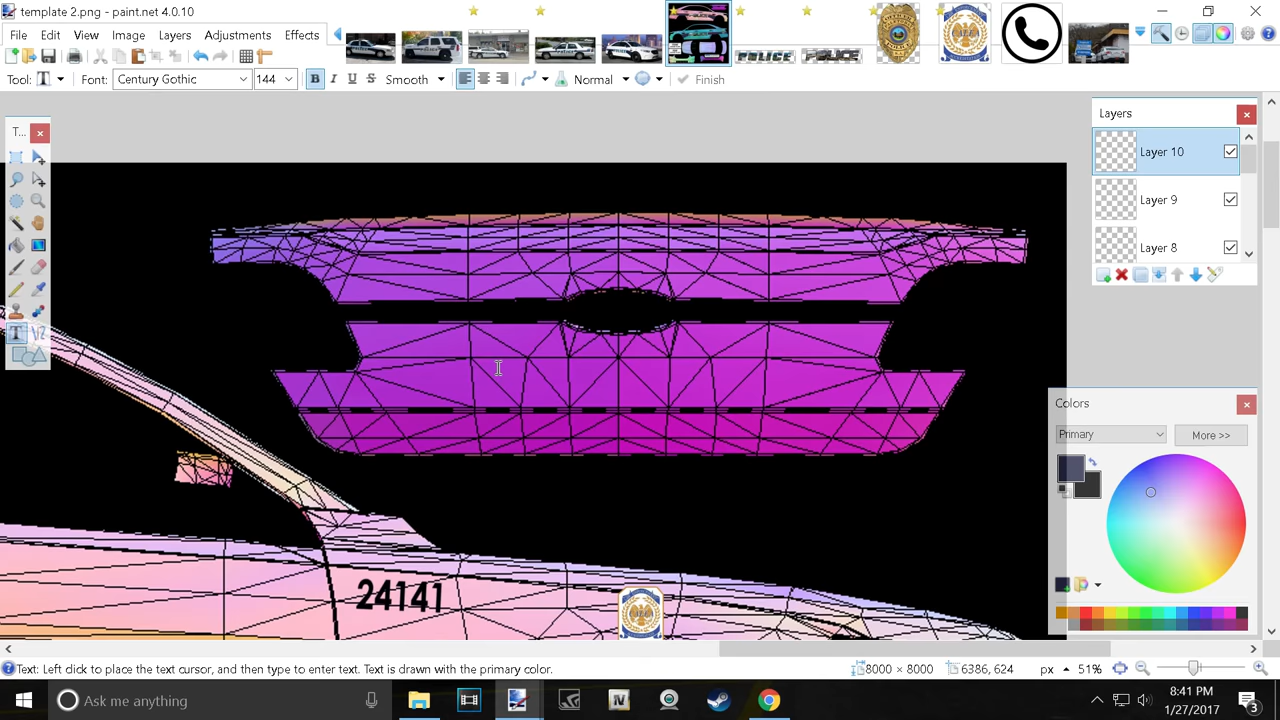 template 2.png - paint.net 4.0.10
File Edit View Image Layers Adjustments Effects
POLICE POLICE
Tool: T Font: Century Gothic 144 B I U S Smooth Normal Finish
T...
Layers
Layer 10
Layer 9
Layer 8
Colors
Primary More >>
24141
Text: Left click to place the text cursor, and then type to enter text. Text is drawn with the primary color. 8000 × 8000 6386, 624 px 51%
Ask me anything
8:41 PM
1/27/2017
3